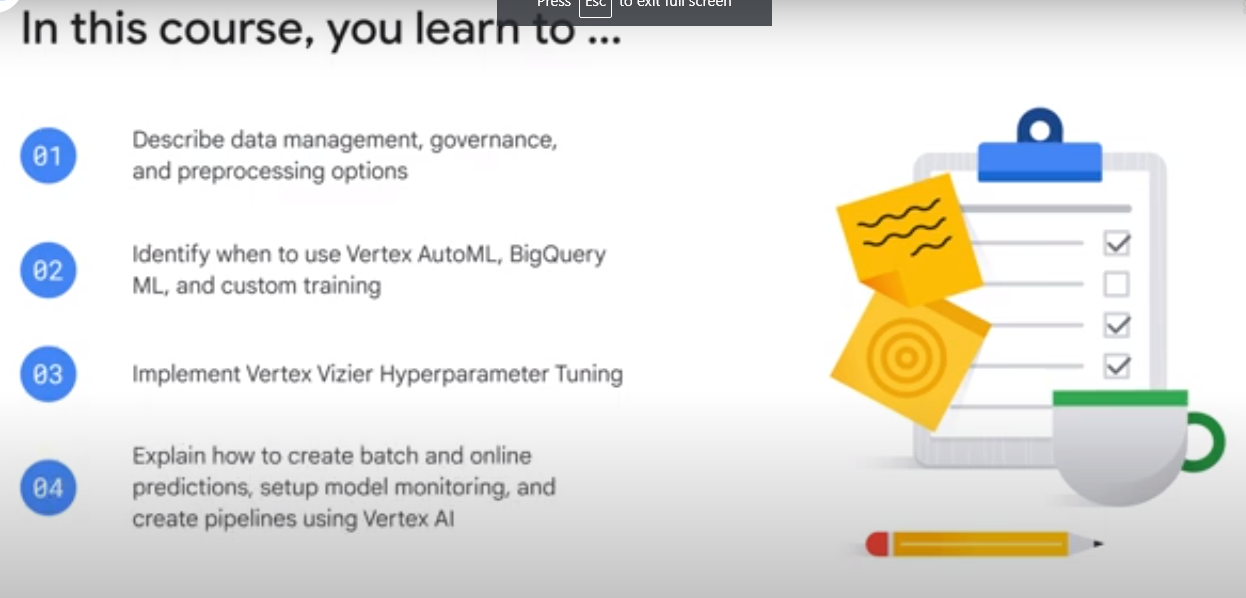 Press Esc to exit full screen
In this course, you learn to ...
01
Describe data management, governance,
and preprocessing options
02
Identify when to use Vertex AutoML, BigQuery
ML, and custom training
03
Implement Vertex Vizier Hyperparameter Tuning
04
Explain how to create batch and online
predictions, setup model monitoring, and
create pipelines using Vertex AI